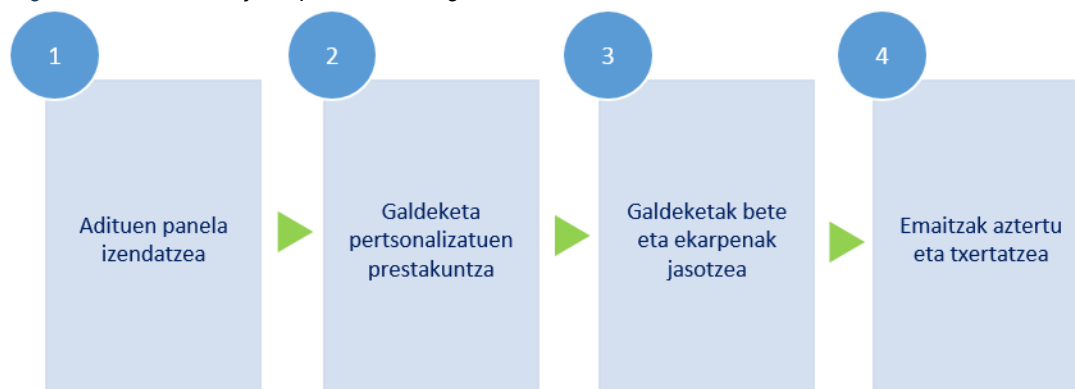 1
Adituen panela
izendatzea
2
Galdeketa
pertsonalizatuen
prestakuntza
3
Galdeketak bete
eta ekarpenak
jasotzea
4
Emaitzak aztertu
eta txertatzea